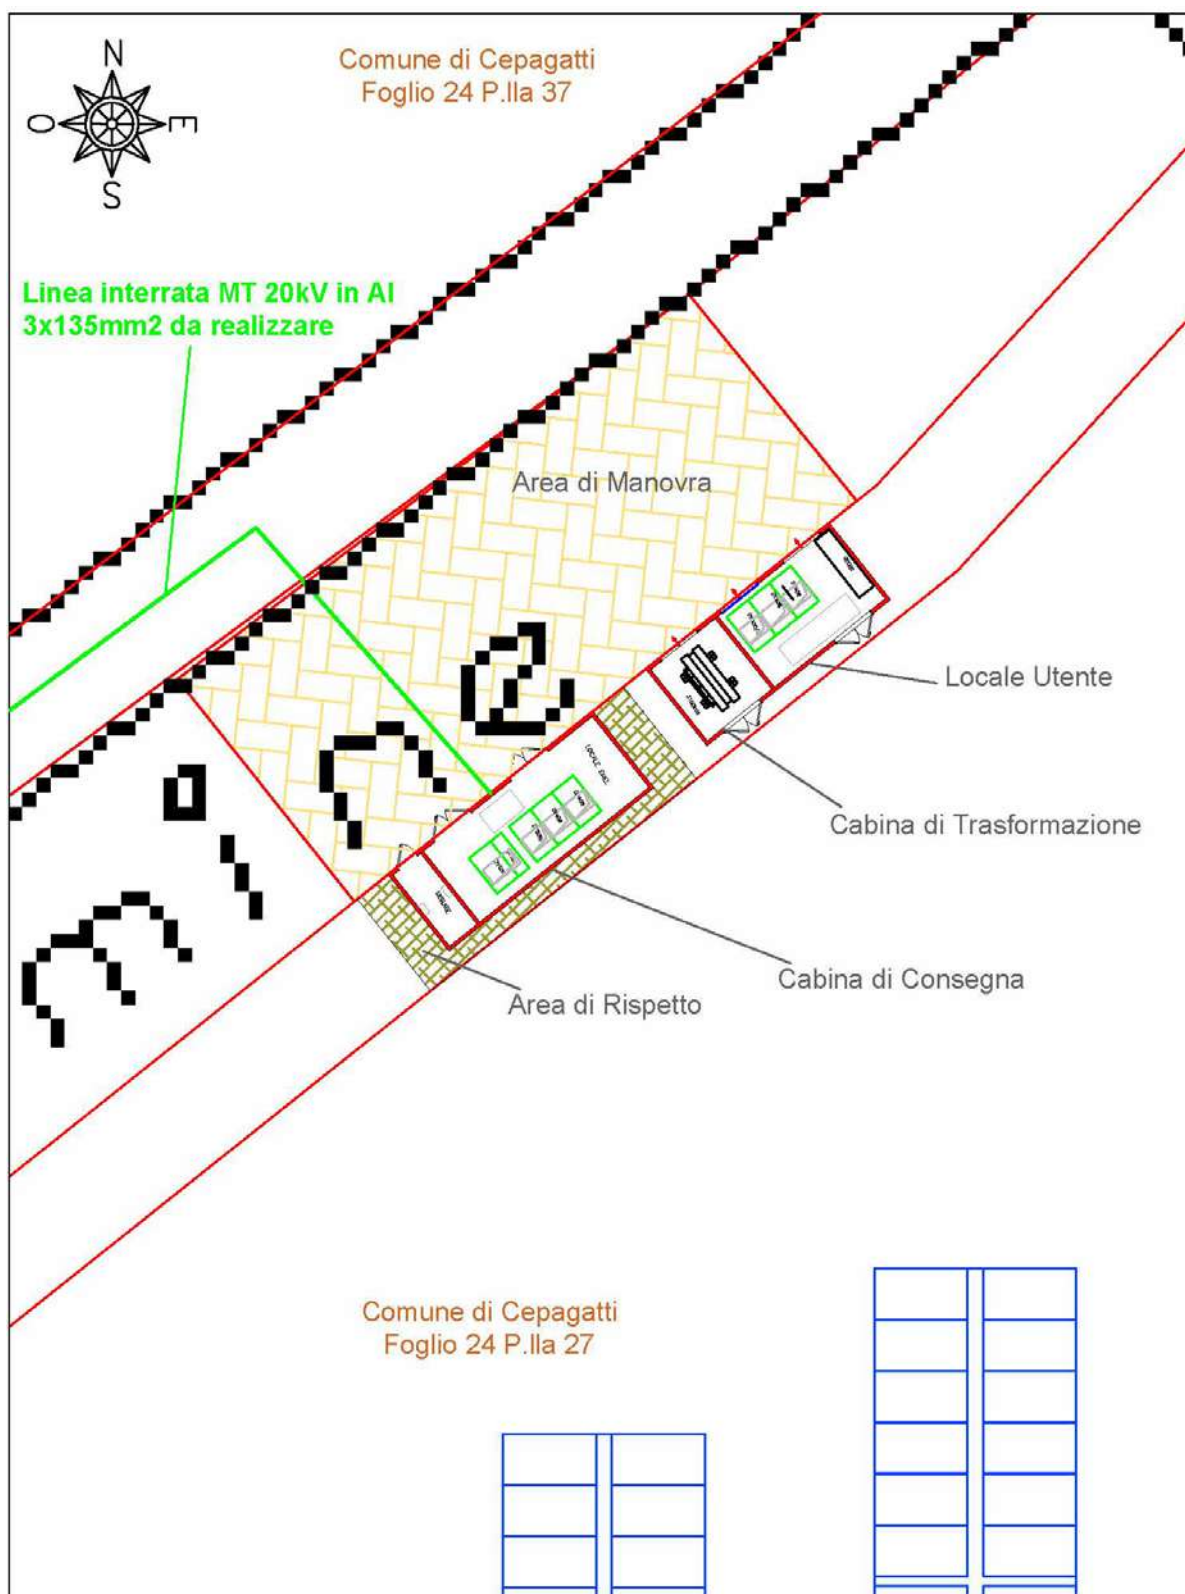 N
O
E
S
Comune di Cepagatti
Foglio 24 P.lla 37
Linea interrata MT 20kV in Al
3x135mm2 da realizzare
Area di Manovra
Locale Utente
Cabina di Trasformazione
Cabina di Consegna
Area di Rispetto
Comune di Cepagatti
Foglio 24 P.lla 27